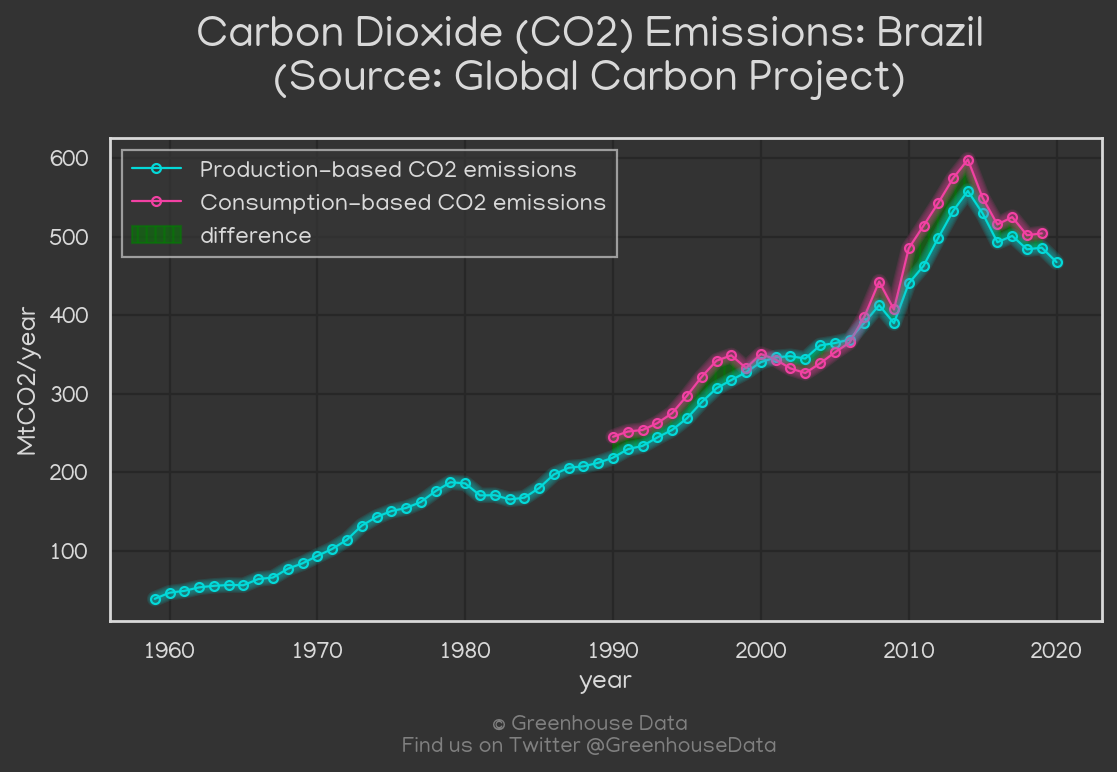 Carbon Dioxide (CO2) Emissions: Brazil
(Source: Global Carbon Project)
Production-based CO2 emissions
Consumption-based CO2 emissions
difference
MtCO2/year
600
500
400
300
200
100
1960 1970 1980 1990 2000 2010 2020
year
© Greenhouse Data
Find us on Twitter @GreenhouseData